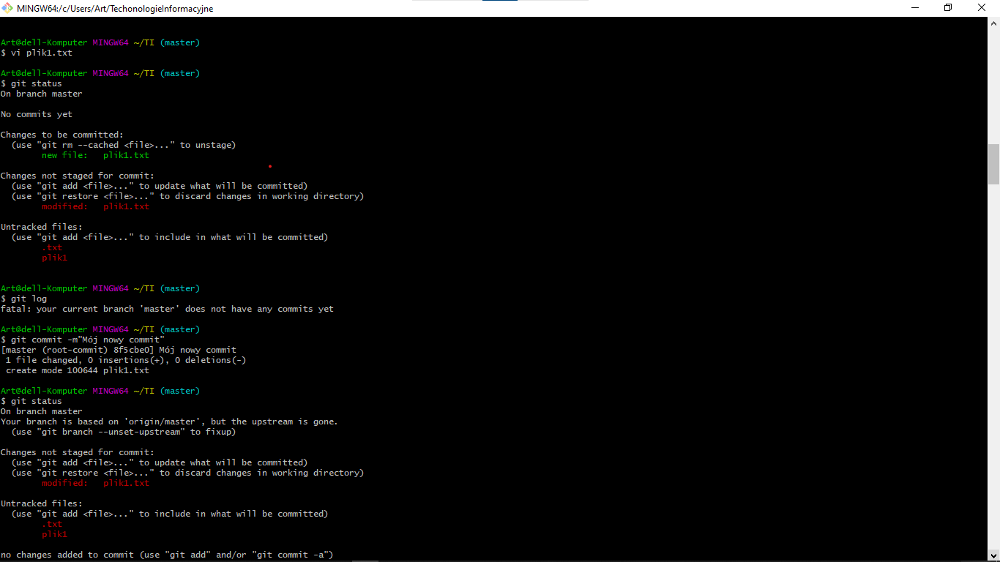 MINGW64:/c/Users/Art/TechonologieInformacyjne
Art@dell-Komputer MINGW64 ~/TI (master)
$ vi plik1.txt
Art@dell-Komputer MINGW64 ~/TI (master)
$ git status
On branch master
No commits yet
Changes to be committed:
(use "git rm --cached <file>..." to unstage)
new file: plik1.txt
Changes not staged for commit:
(use "git add <file>..." to update what will be committed)
(use "git restore <file>..." to discard changes in working directory)
modified: plik1.txt
Untracked files:
(use "git add <file>..." to include in what will be committed)
.txt
plik1
Art@dell-Komputer MINGW64 ~/TI (master)
$ git log
fatal: your current branch 'master' does not have any commits yet
Art@dell-Komputer MINGW64 ~/TI (master)
$ git commit -m"Mój nowy commit"
[master (root-commit) 8f5cbe0] Mój nowy commit
1 file changed, 0 insertions(+), 0 deletions(-)
create mode 100644 plik1.txt
Art@dell-Komputer MINGW64 ~/TI (master)
$ git status
On branch master
Your branch is based on 'origin/master', but the upstream is gone.
(use "git branch --unset-upstream" to fixup)
Changes not staged for commit:
(use "git add <file>..." to update what will be committed)
(use "git restore <file>..." to discard changes in working directory)
modified: plik1.txt
Untracked files:
(use "git add <file>..." to include in what will be committed)
.txt
plik1
no changes added to commit (use "git add" and/or "git commit -a")